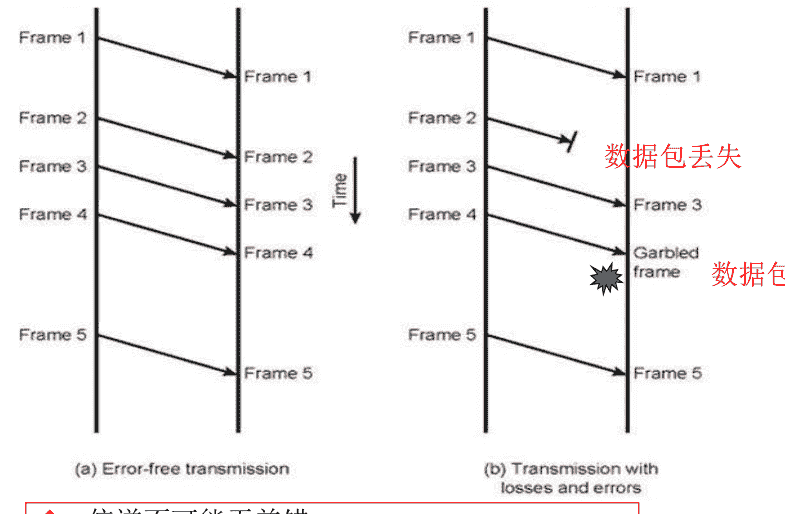 Frame 1
Frame 1
Frame 2
Frame 2
Frame 3
Frame 3
Frame 4
Frame 4
Frame 5
Frame 5
Time
(a) Error-free transmission
Frame 1
Frame 1
Frame 2
数据包丢失
Frame 3
Frame 3
Frame 4
Garbled
frame
数据包
Frame 5
Frame 5
(b) Transmission with
losses and errors